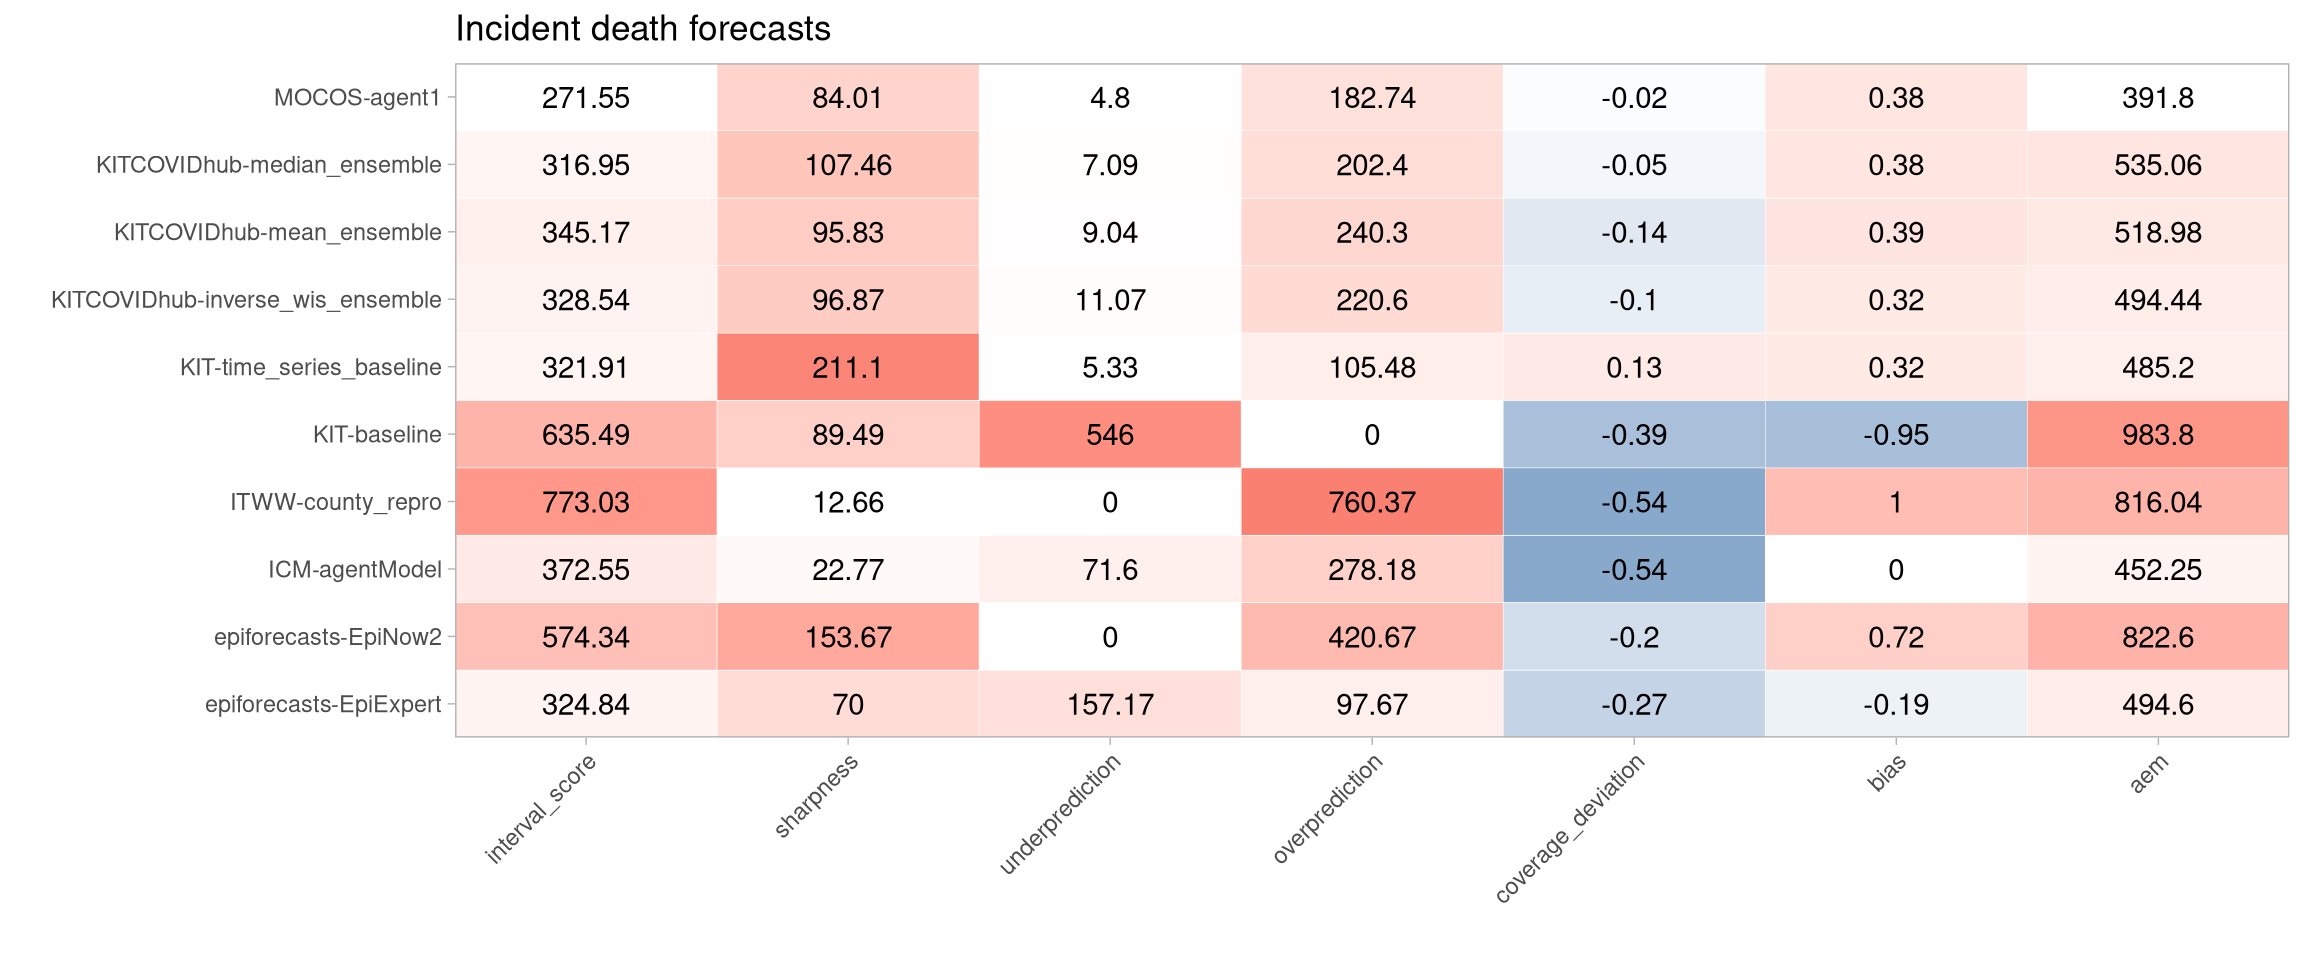 Incident death forecasts
MOCOS-agent1 271.55 84.01 4.8 182.74 -0.02 0.38 391.8
KITCOVIDhub-median_ensemble 316.95 107.46 7.09 202.4 -0.05 0.38 535.06
KITCOVIDhub-mean_ensemble 345.17 95.83 9.04 240.3 -0.14 0.39 518.98
KITCOVIDhub-inverse_wis_ensemble 328.54 96.87 11.07 220.6 -0.1 0.32 494.44
KIT-time_series_baseline 321.91 211.1 5.33 105.48 0.13 0.32 485.2
KIT-baseline 635.49 89.49 546 0 -0.39 -0.95 983.8
ITWW-county_repro 773.03 12.66 0 760.37 -0.54 1 816.04
ICM-agentModel 372.55 22.77 71.6 278.18 -0.54 0 452.25
epiforecasts-EpiNow2 574.34 153.67 0 420.67 -0.2 0.72 822.6
epiforecasts-EpiExpert 324.84 70 157.17 97.67 -0.27 -0.19 494.6
interval_score sharpness underprediction overprediction coverage_deviation bias aem